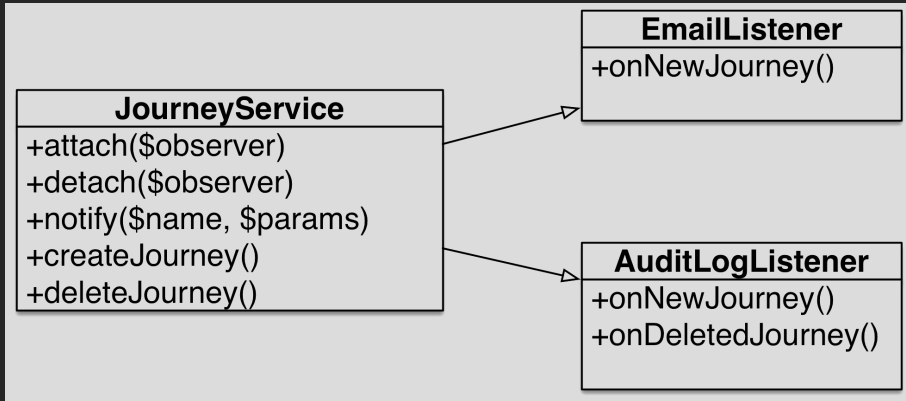 EmailListener
+onNewJourney()
JourneyService
+attach($observer)
+detach($observer)
+notify($name, $params)
+createJourney()
+deleteJourney()
AuditLogListener
+onNewJourney()
+onDeletedJourney()